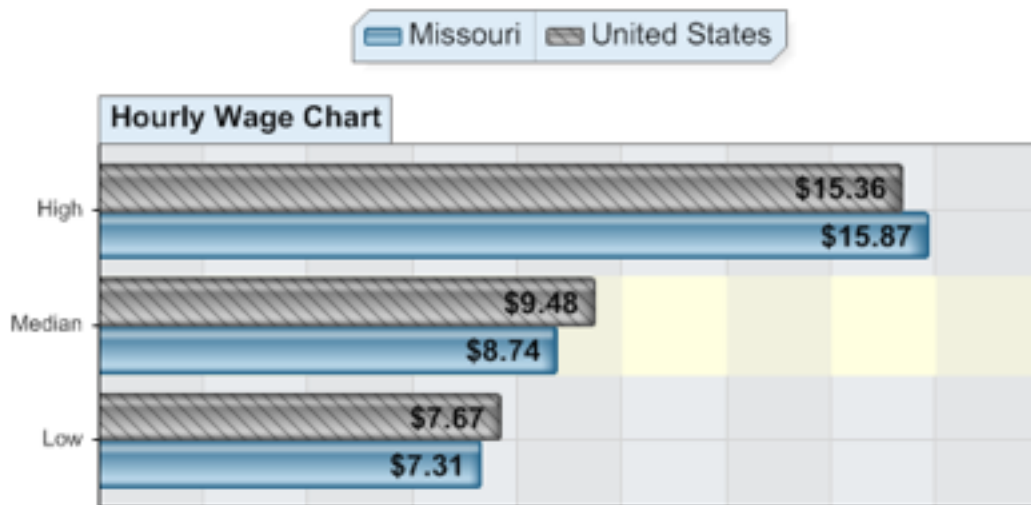 Missouri United States
Hourly Wage Chart
$15.36
High
$15.87
$9.48
Median
$8.74
$7.67
Low
$7.31